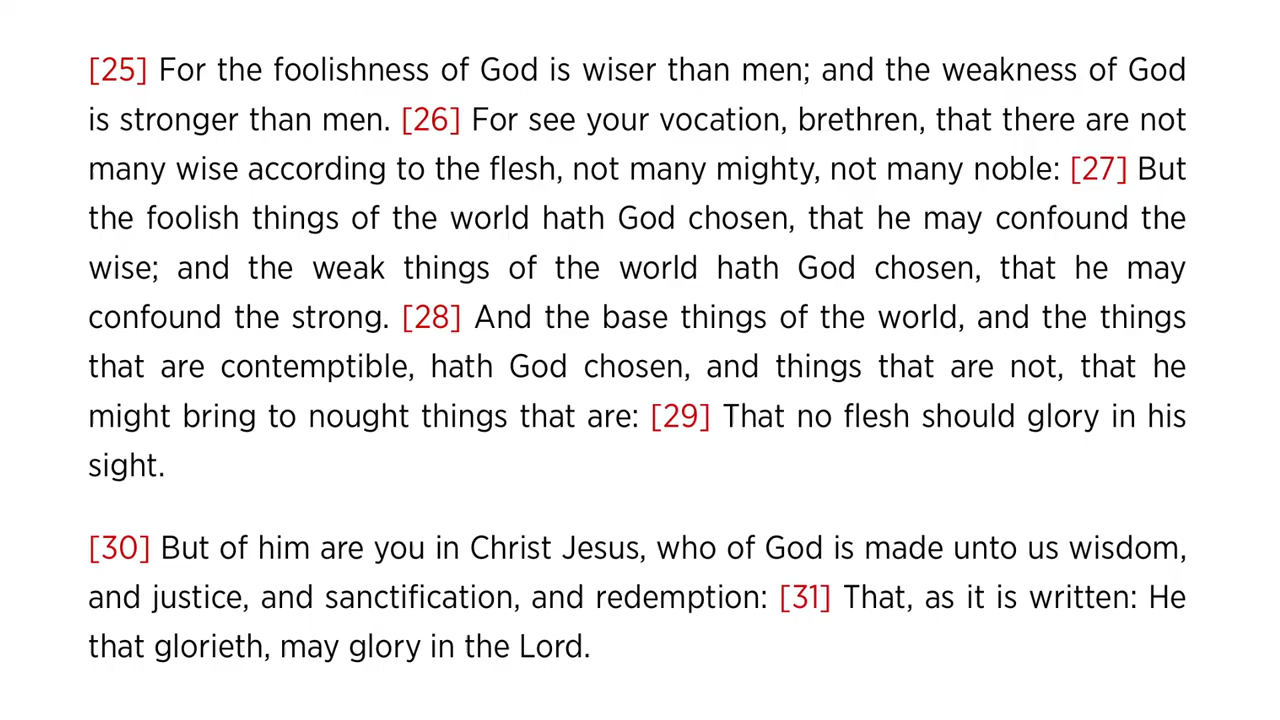 [25] For the foolishness of God is wiser than men; and the weakness of God
is stronger than men. [26] For see your vocation, brethren, that there are not
many wise according to the flesh, not many mighty, not many noble: [27] But
the foolish things of the world hath God chosen, that he may confound the
wise; and the weak things of the world hath God chosen, that he may
confound the strong. [28] And the base things of the world, and the things
that are contemptible, hath God chosen, and things that are not, that he
might bring to nought things that are: [29] That no flesh should glory in his
sight.
[30] But of him are you in Christ Jesus, who of God is made unto us wisdom,
and justice, and sanctification, and redemption: [31] That, as it is written: He
that glorieth, may glory in the Lord.